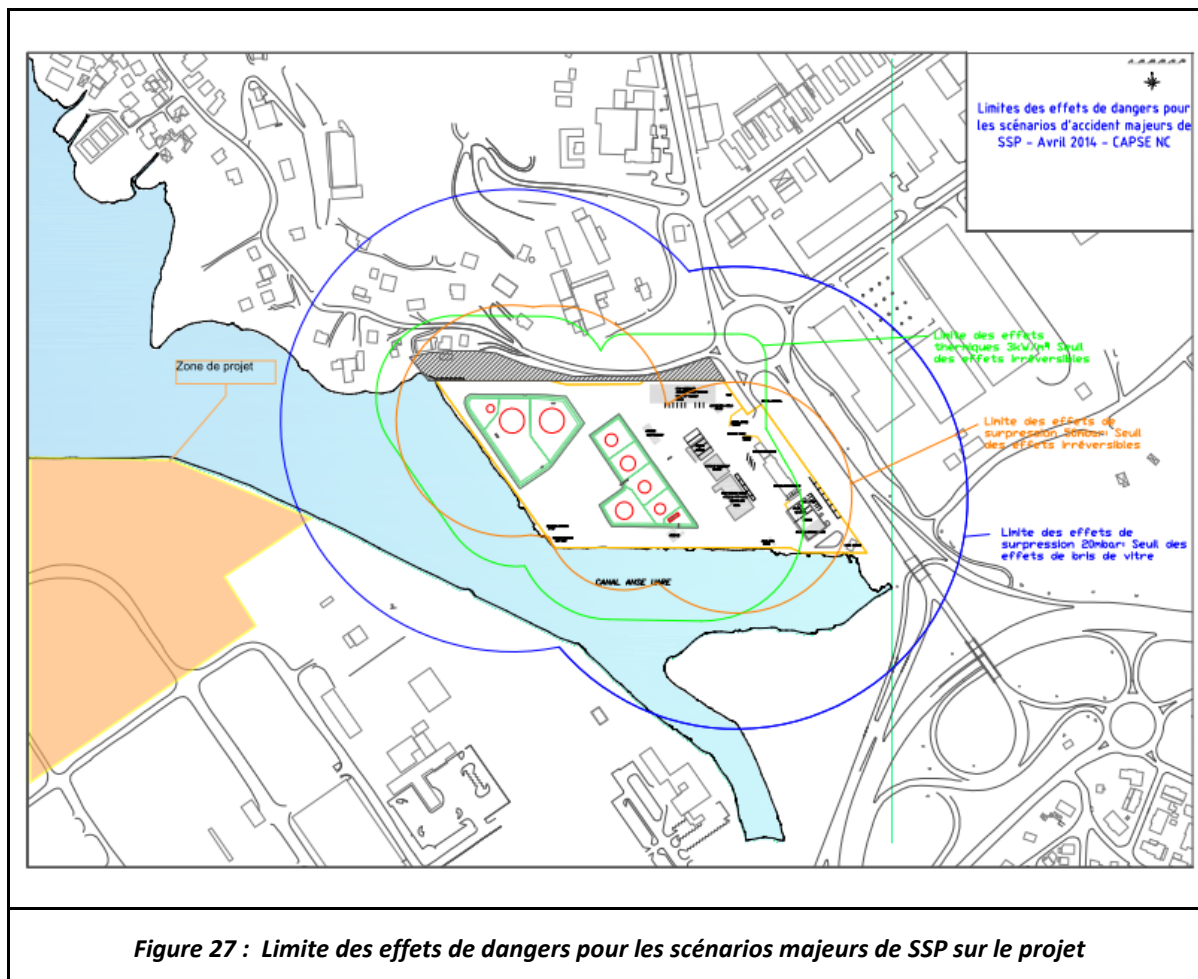 Limites des effets de dangers pour
les scénarios d'accident majeurs de
SSP - Avril 2014 - CAPSE NC
Limite des effets
thérmiques 3kW/m² Seuil
des effets irréversibles
Zone de projet
Limite des effets de
surpression 50mbar: Seuil
des effets irréversibles
Limite des effets de
surpression 20mbar: Seuil des
effets de bris de vitre
CANAL ANSE UARE
Figure 27 : Limite des effets de dangers pour les scénarios majeurs de SSP sur le projet